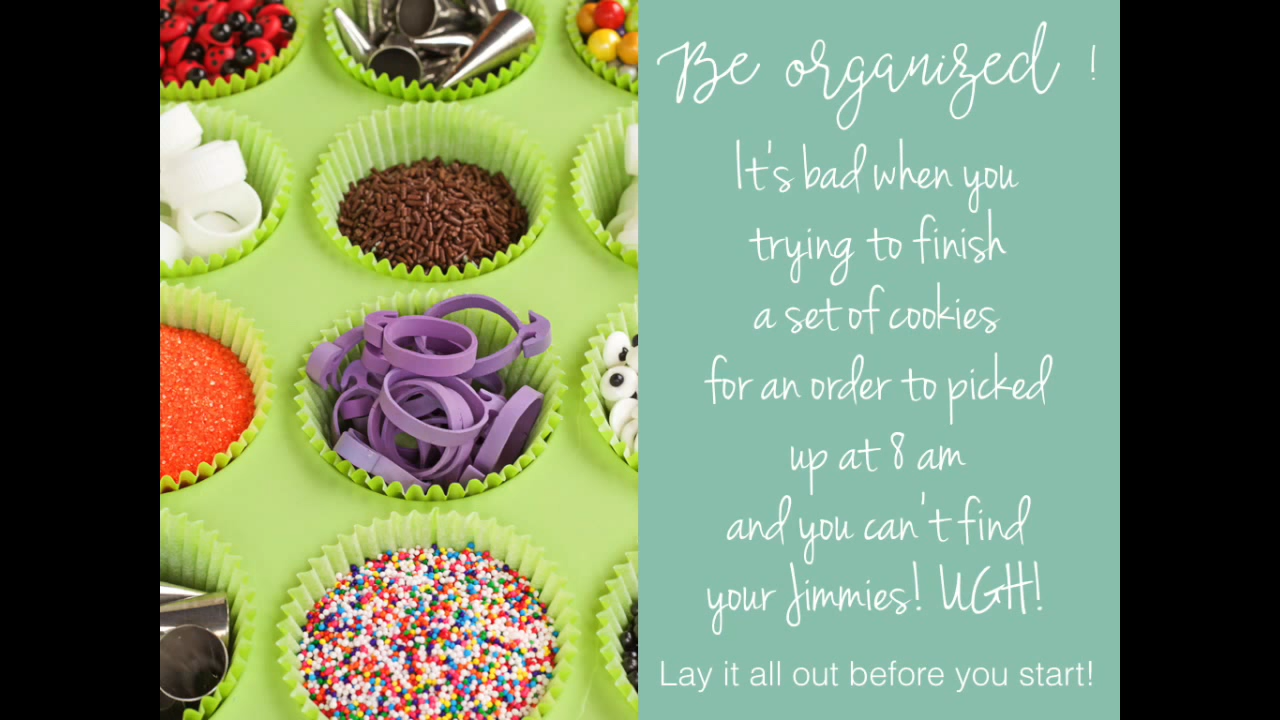 Be organized !
It's bad when you
trying to finish
a set of cookies
for an order to picked
up at 8 am
and you can't find
your Jimmies! UGH!
Lay it all out before you start!